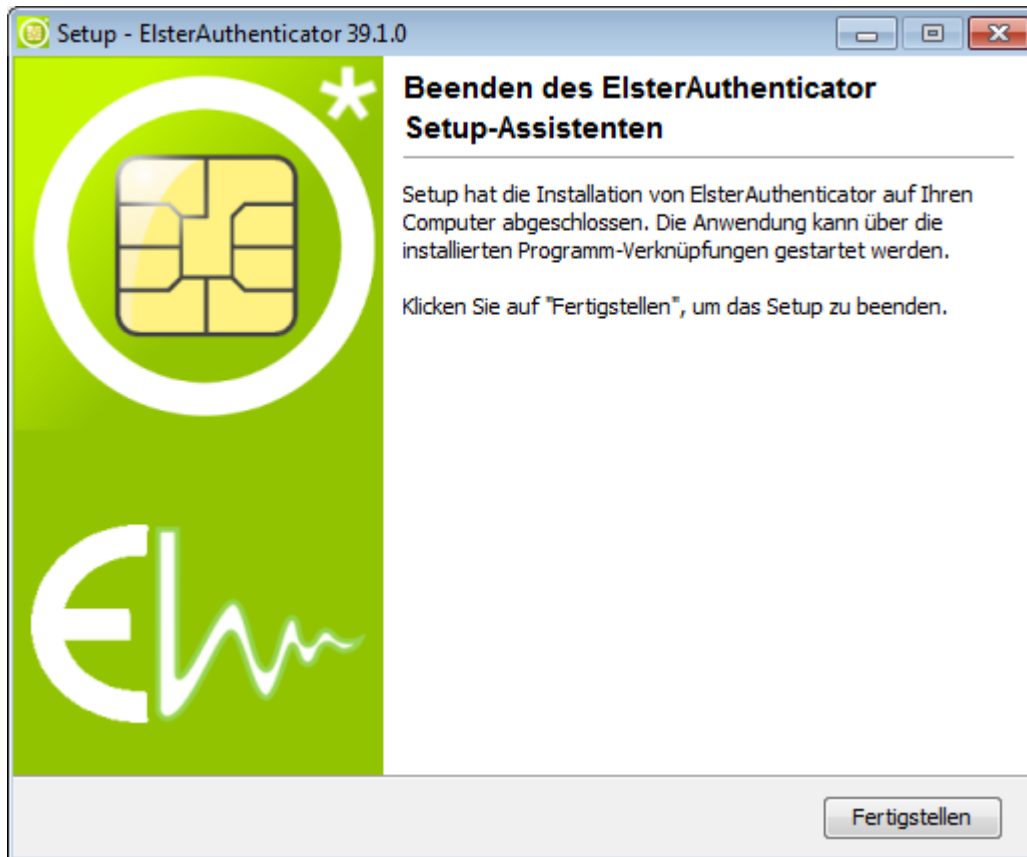 Setup - ElsterAuthenticator 39.1.0
Beenden des ElsterAuthenticator
Setup-Assistenten
Setup hat die Installation von ElsterAuthenticator auf Ihren
Computer abgeschlossen. Die Anwendung kann über die
installierten Programm-Verknüpfungen gestartet werden.
Klicken Sie auf "Fertigstellen", um das Setup zu beenden.
Fertigstellen